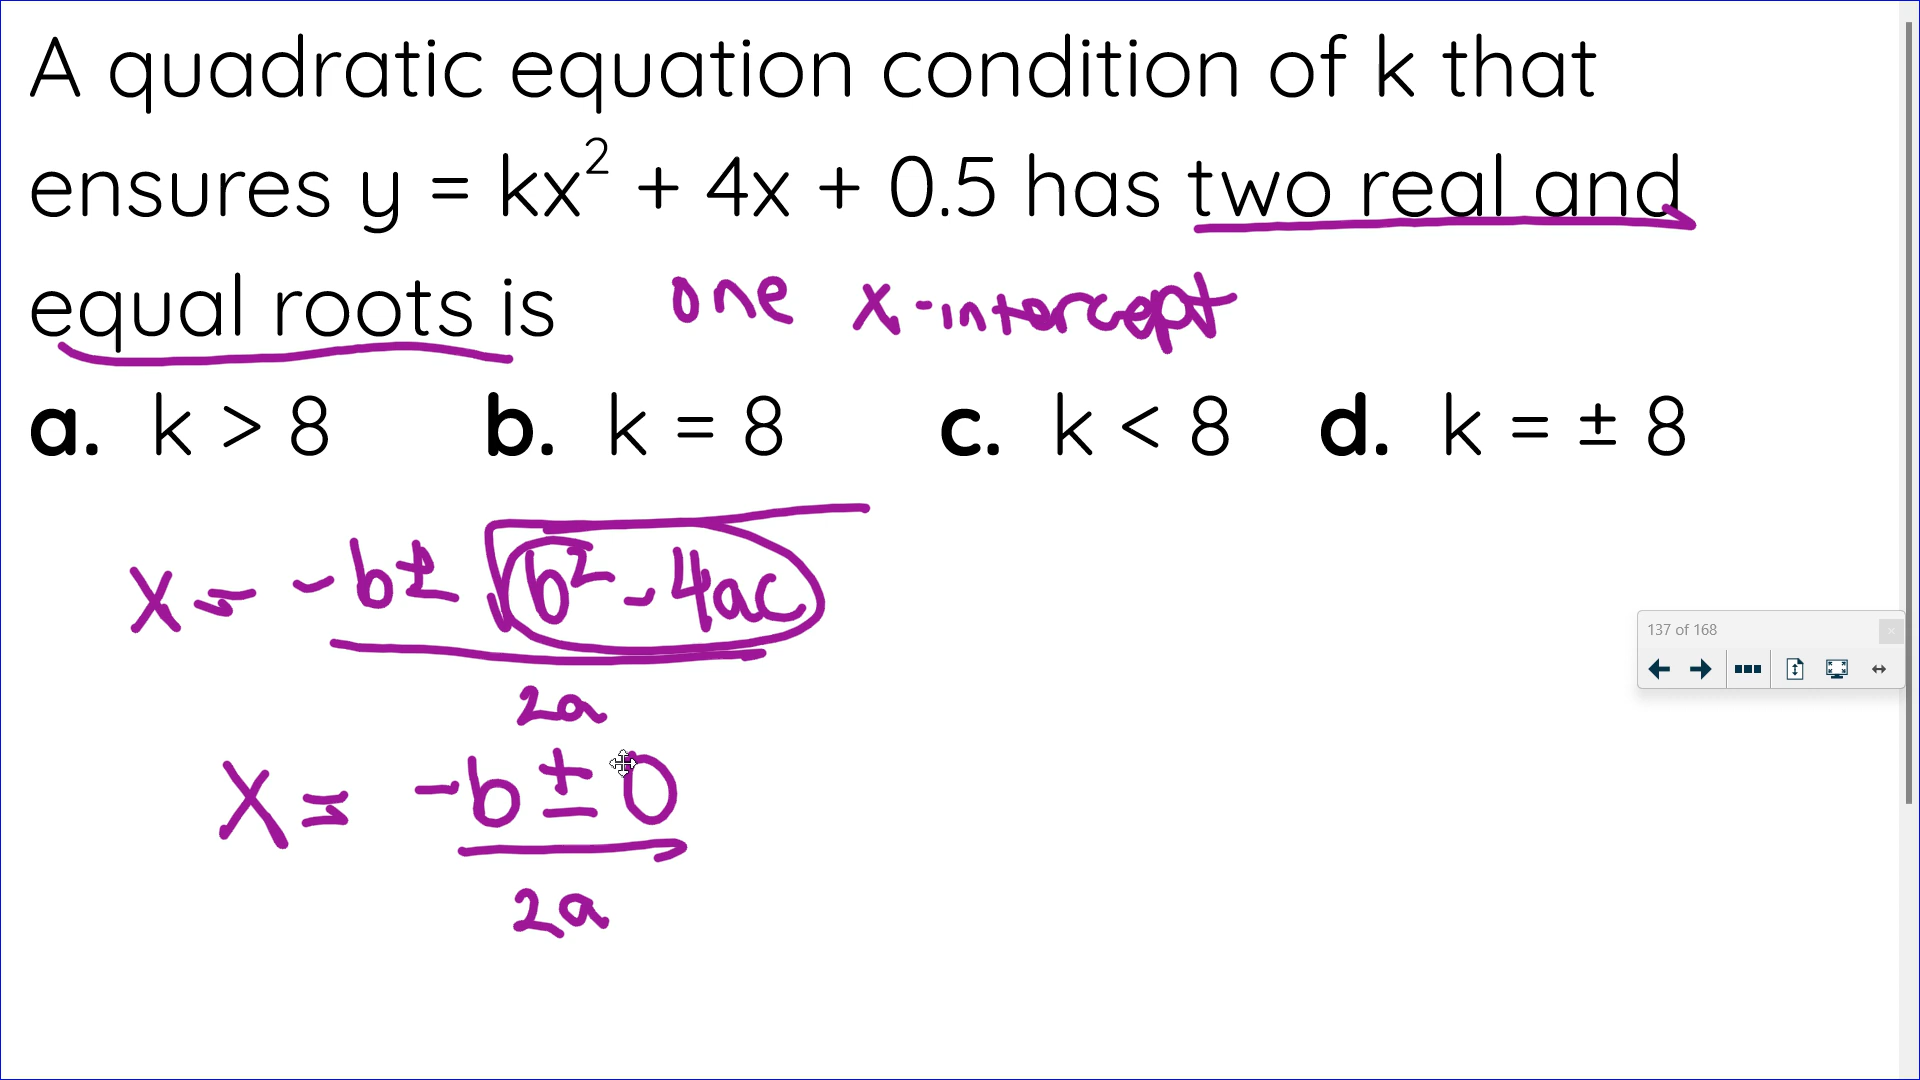 A quadratic equation condition of k that
ensures y = kx² + 4x + 0.5 has two real and
equal roots is one x-intercept
a. k > 8 b. k = 8 c. k < 8 d. k = ± 8
x = -b ± √b² - 4ac
2a
137 of 168
x = -b ± 0
2a